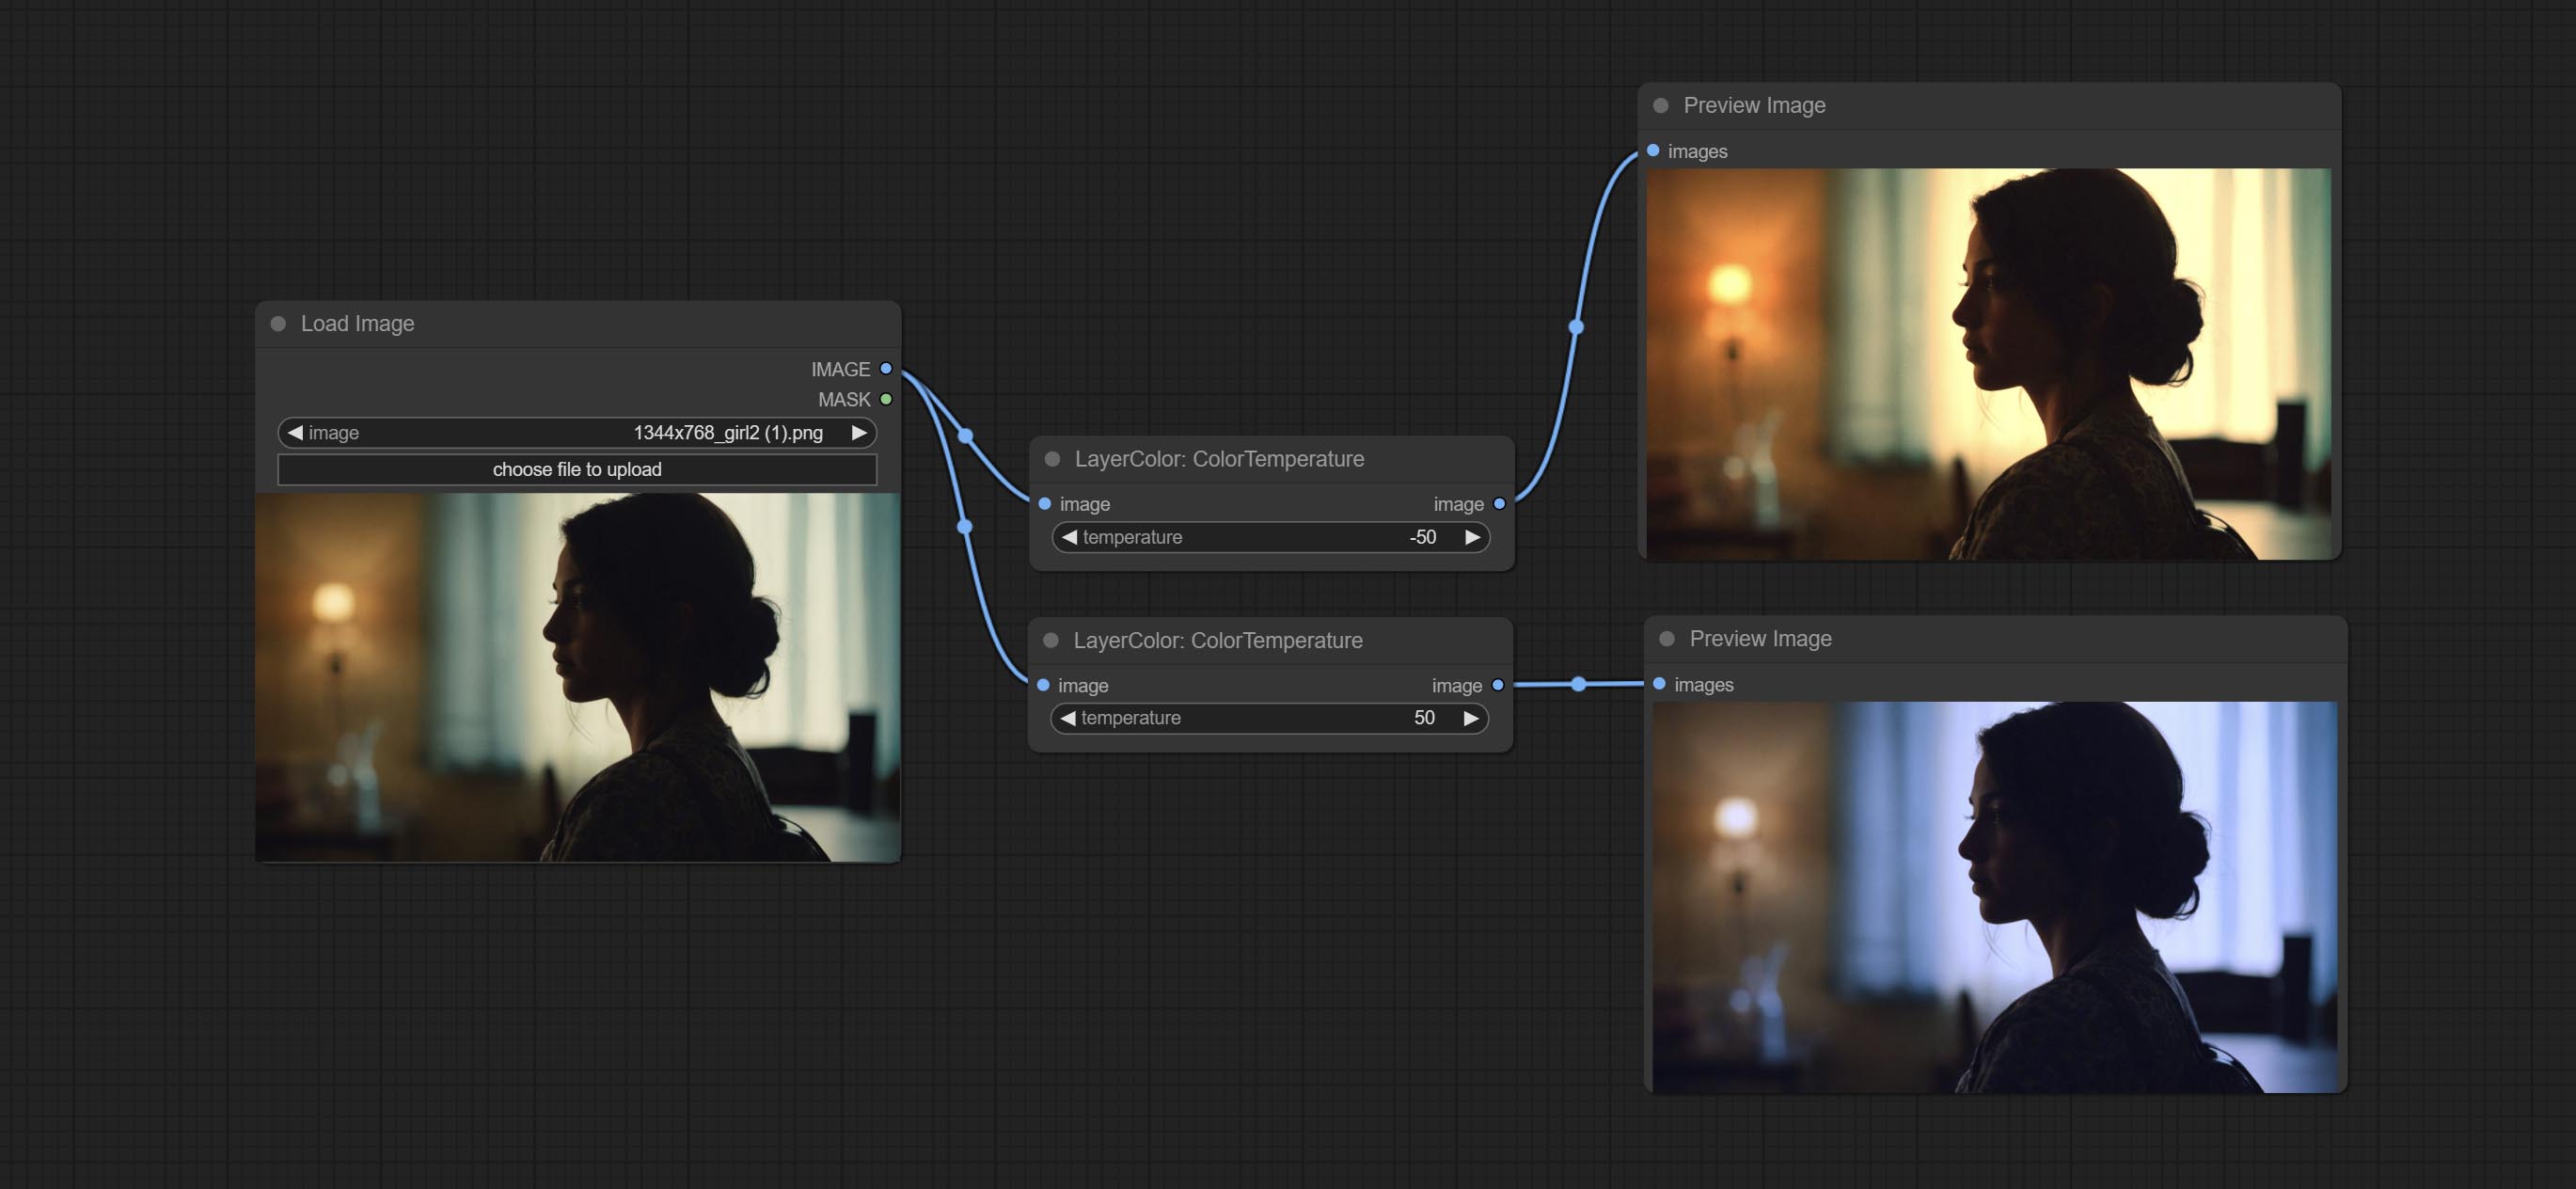 Load Image
IMAGE
MASK
image 1344x768_girl2 (1).png
choose file to upload
LayerColor: ColorTemperature
image image
temperature -50
LayerColor: ColorTemperature
image image
temperature 50
Preview Image
images
Preview Image
images